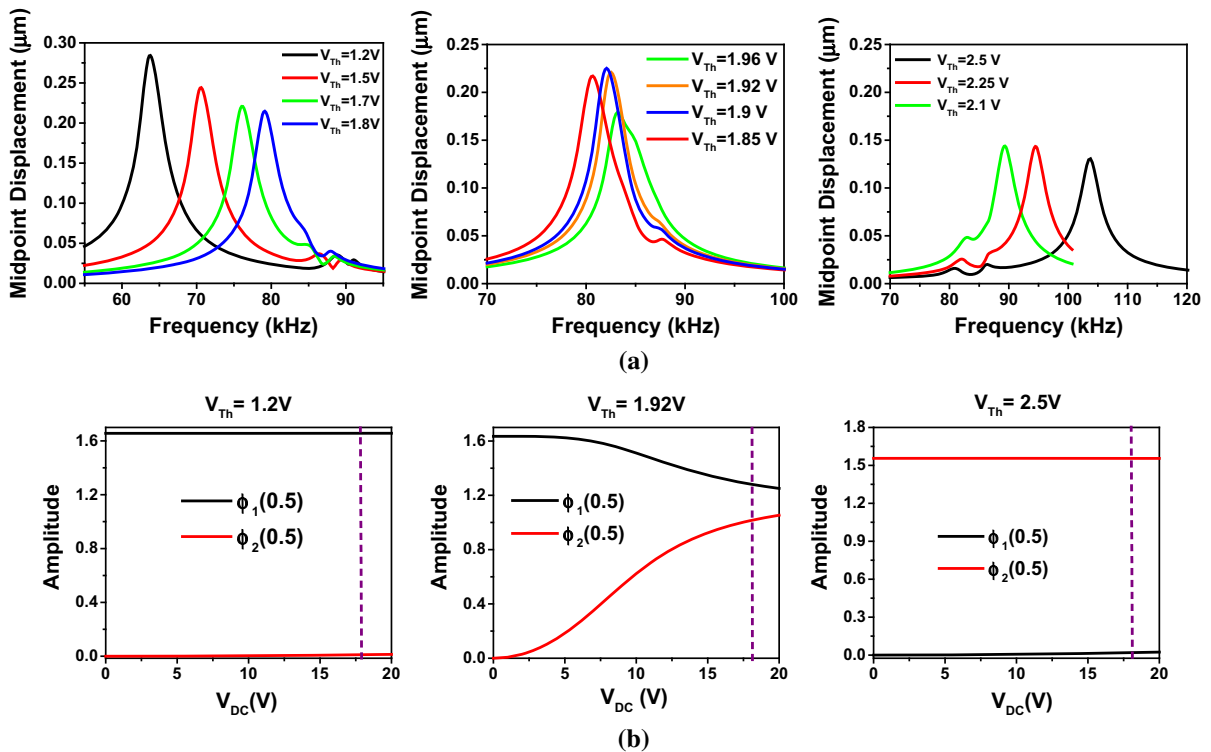 Midpoint Displacement (μm)
0.30
0.25
0.20
0.15
0.10
0.05
0.00
60 70 80 90
Frequency (kHz)
V_Th=1.2V
V_Th=1.5V
V_Th=1.7V
V_Th=1.8V
Midpoint Displacement (μm)
0.25
0.20
0.15
0.10
0.05
0.00
70 80 90 100
Frequency (kHz)
V_Th=1.96 V
V_Th=1.92 V
V_Th=1.9 V
V_Th=1.85 V
Midpoint Displacement (μm)
0.25
0.20
0.15
0.10
0.05
0.00
70 80 90 100 110 120
Frequency (kHz)
V_Th=2.5 V
V_Th=2.25 V
V_Th=2.1 V
(a)
V_Th= 1.2V
Amplitude
1.6
1.2
0.8
0.4
0.0
0 5 10 15 20
V_DC(V)
ϕ_1(0.5)
ϕ_2(0.5)
V_Th= 1.92V
Amplitude
1.6
1.2
0.8
0.4
0.0
0 5 10 15 20
V_DC (V)
ϕ_1(0.5)
ϕ_2(0.5)
V_Th= 2.5V
Amplitude
1.8
1.5
1.2
0.9
0.6
0.3
0.0
0 5 10 15 20
V_DC(V)
ϕ_1(0.5)
ϕ_2(0.5)
(b)